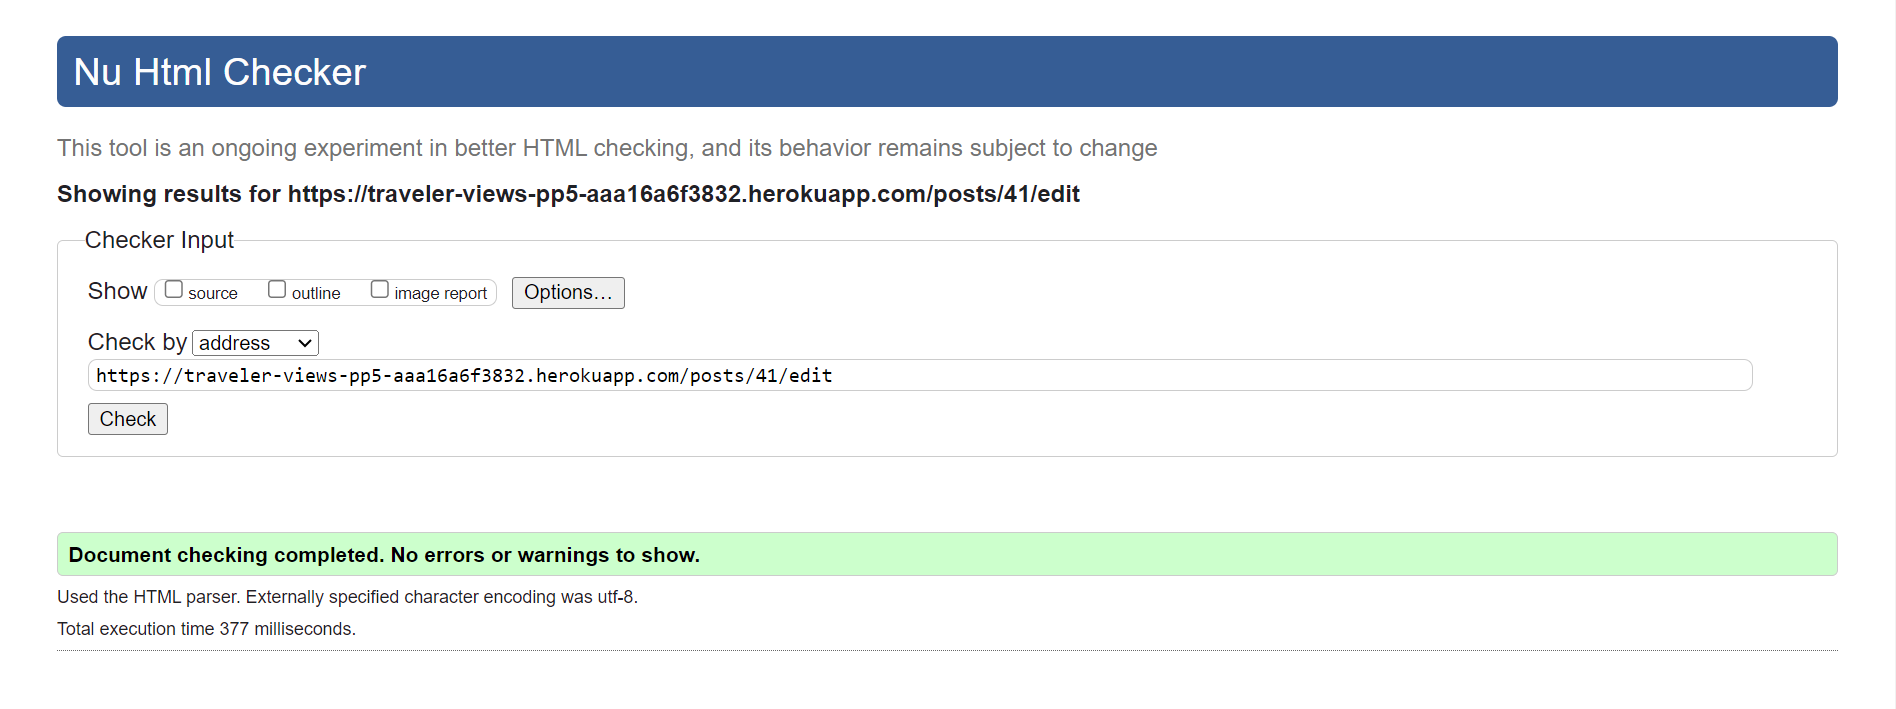 Nu Html Checker
This tool is an ongoing experiment in better HTML checking, and its behavior remains subject to change
Showing results for https://traveler-views-pp5-aaa16a6f3832.herokuapp.com/posts/41/edit
Checker Input
Show source outline image report Options...
Check by address
https://traveler-views-pp5-aaa16a6f3832.herokuapp.com/posts/41/edit
Check
Document checking completed. No errors or warnings to show.
Used the HTML parser. Externally specified character encoding was utf-8.
Total execution time 377 milliseconds.